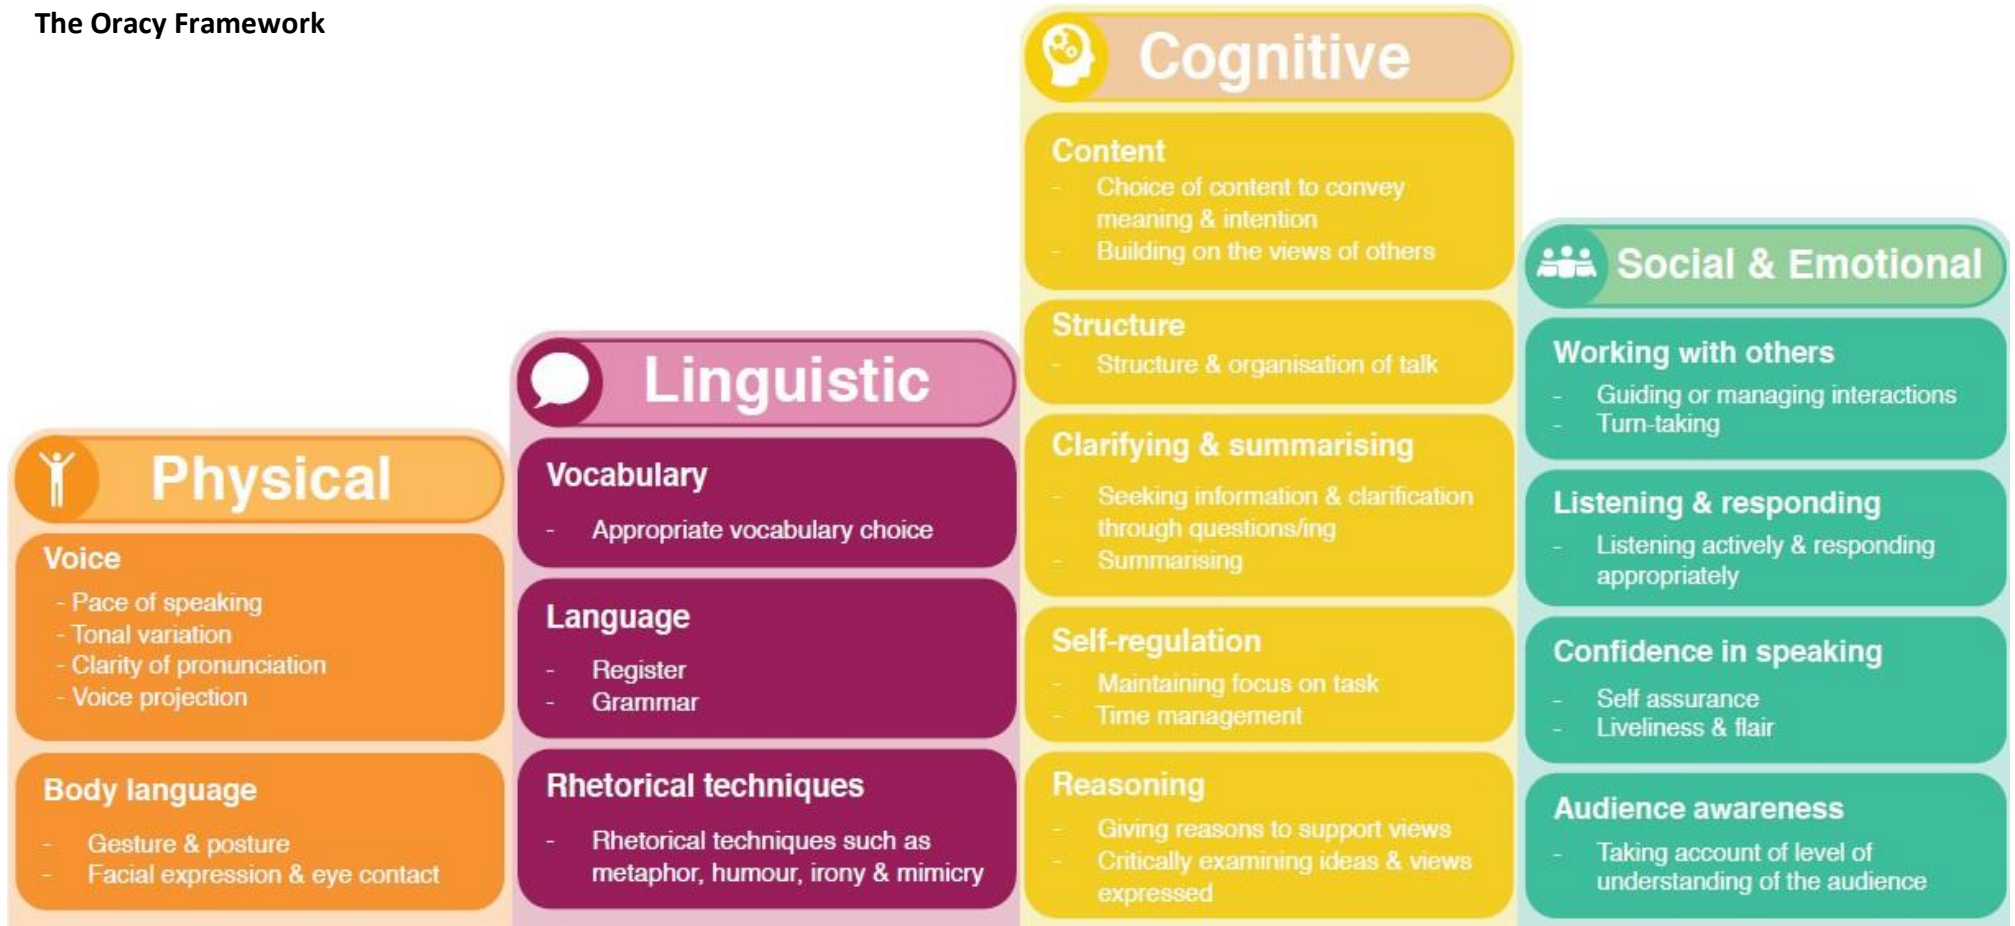 The Oracy Framework
Physical
Voice
- Pace of speaking
- Tonal variation
- Clarity of pronunciation
- Voice projection
Body language
- Gesture & posture
- Facial expression & eye contact
Linguistic
Vocabulary
- Appropriate vocabulary choice
Language
- Register
- Grammar
Rhetorical techniques
- Rhetorical techniques such as
metaphor, humour, irony & mimicry
Cognitive
Content
- Choice of content to convey
meaning & intention
- Building on the views of others
Structure
- Structure & organisation of talk
Clarifying & summarising
- Seeking information & clarification
through questions/ing
- Summarising
Self-regulation
- Maintaining focus on task
- Time management
Reasoning
- Giving reasons to support views
- Critically examining ideas & views
expressed
Social & Emotional
Working with others
- Guiding or managing interactions
- Turn-taking
Listening & responding
- Listening actively & responding
appropriately
Confidence in speaking
- Self assurance
- Liveliness & flair
Audience awareness
- Taking account of level of
understanding of the audience